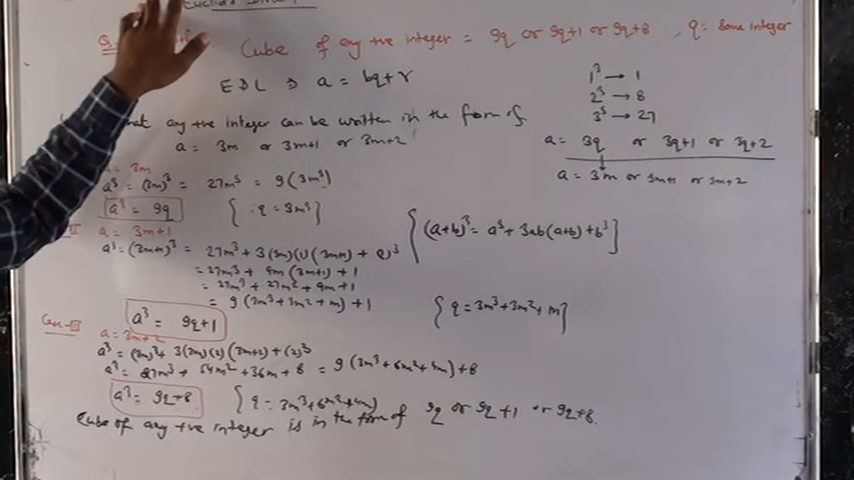 Euclid's
Cube of any +ve integer = 9q or 9q+1 or 9q+8 , q = some integer
EDL ⇒ a = bq+r
1³ → 1
2³ → 8
3³ → 27
that any +ve integer can be written in the form of
a = 3m or 3m+1 or 3m+2
a = 3q or 3q+1 or 3q+2
a = 3m or 3m+1 or 3m+2
a = 3m
a³ = (3m)³ = 27m³ = 9(3m³)
a³ = 9q { ∵ q = 3m³ }
a = 3m+1
a³ = (3m+1)³ = 27m³ + 3(3m)(1)(3m+1) + (1)³ { (a+b)³ = a³ + 3ab(a+b) + b³ }
= 27m³ + 9m(3m+1) + 1
= 27m³ + 27m² + 9m + 1
= 9(3m³ + 3m² + m) + 1 { q = 3m³ + 3m² + m }
a³ = 9q+1
Case-III a = 3m+2
a³ = (3m)³ + 3(3m)(2)(3m+2) + (2)³
a³ = 27m³ + 54m² + 36m + 8 = 9(3m³ + 6m² + 4m) + 8
a³ = 9q+8 { q = 3m³ + 6m² + 4m }
Cube of any +ve integer is in the form of 9q or 9q+1 or 9q+8.